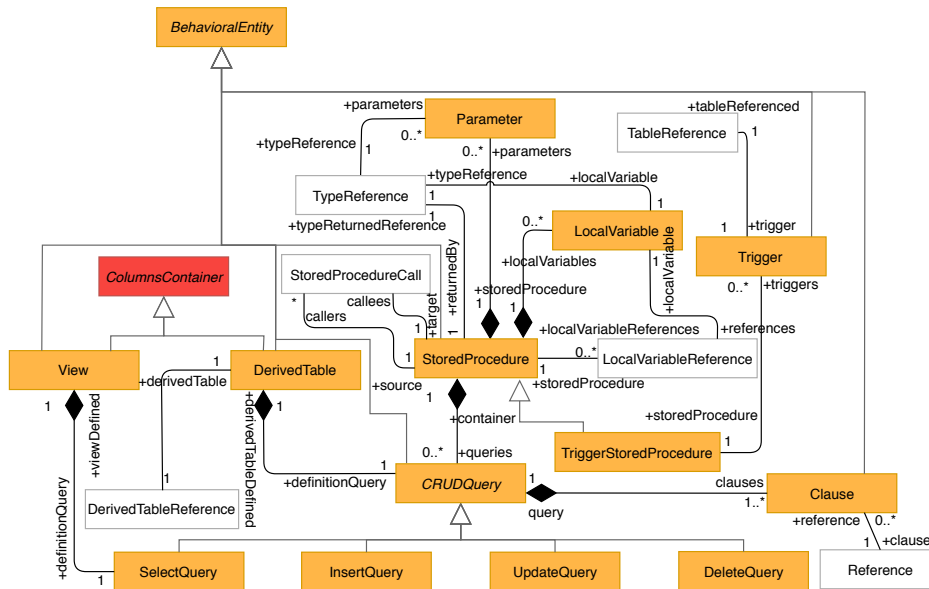 BehavioralEntity
+parameters
Parameter
0..*
+tableReferenced
TableReference
1
+typeReference
1
0..*
+parameters
+typeReference
+localVariable
TypeReference
1
1
1
+typeReturnedReference
0..*
LocalVariable
1
+localVariables
+localVariable
1
+trigger
Trigger
0..*
+triggers
ColumnsContainer
StoredProcedureCall
callees
*
callers
+returnedBy
+target
+storedProcedure
1
1
1
1
1
+localVariableReferences
+references
View
+derivedTable
DerivedTable
StoredProcedure
0..*
LocalVariableReference
1
+viewDefined
1
1
+derivedTableDefined
+source
1
1
+storedProcedure
+container
+storedProcedure
TriggerStoredProcedure
1
0..*
+queries
1
+definitionQuery
1
CRUDQuery
1
query
clauses
1..*
Clause
DerivedTableReference
+reference
0..*
1
+clause
Reference
+definitionQuery
1
SelectQuery
InsertQuery
UpdateQuery
DeleteQuery